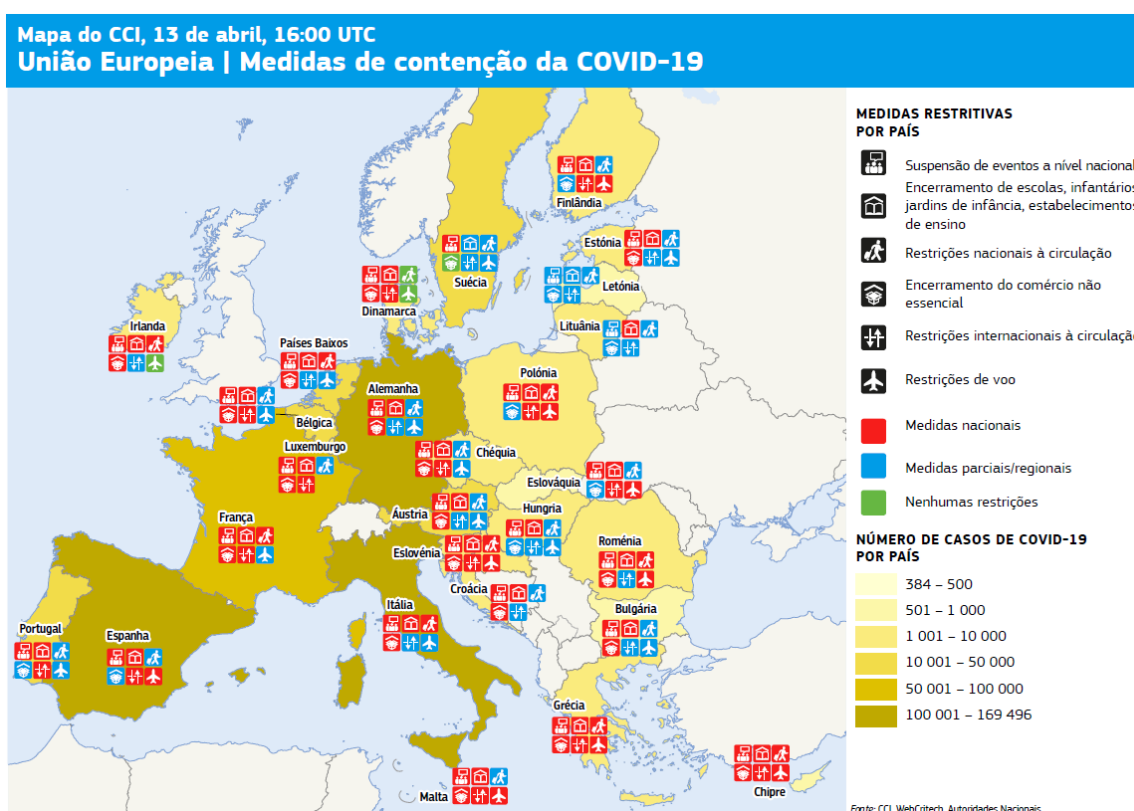 Mapa do CCI, 13 de abril, 16:00 UTC
União Europeia | Medidas de contenção da COVID-19
Finlândia
Estónia
Suécia
Letónia
Dinamarca
Lituânia
Irlanda
Países Baixos
Polónia
Alemanha
Bélgica
Luxemburgo
Chéquia
Eslováquia
Áustria
Hungria
França
Roménia
Eslovénia
Croácia
Itália
Bulgária
Portugal
Espanha
Grécia
Malta
Chipre
MEDIDAS RESTRITIVAS
POR PAÍS
Suspensão de eventos a nível nacional
Encerramento de escolas, infantários
jardins de infância, estabelecimentos
de ensino
Restrições nacionais à circulação
Encerramento do comércio não
essencial
Restrições internacionais à circulação
Restrições de voo
Medidas nacionais
Medidas parciais/regionais
Nenhumas restrições
NÚMERO DE CASOS DE COVID-19
POR PAÍS
384 – 500
501 – 1 000
1 001 – 10 000
10 001 – 50 000
50 001 – 100 000
100 001 – 169 496
Fonte: CCI, WebCritech, Autoridades Nacionais